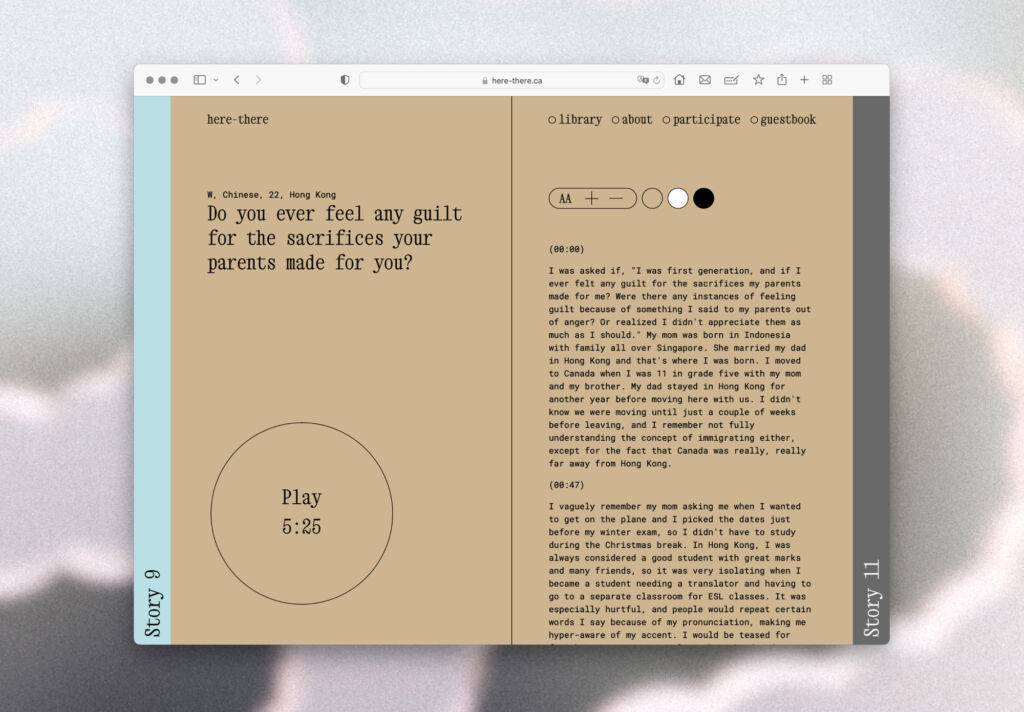 here-there.ca
here-there
library about participate guestbook
W, Chinese, 22, Hong Kong
Do you ever feel any guilt
for the sacrifices your
parents made for you?
Play
5:25
Story 9
AA + —
(00:00)
I was asked if, "I was first generation, and if I
ever felt any guilt for the sacrifices my parents
made for me? Were there any instances of feeling
guilt because of something I said to my parents out
of anger? Or realized I didn't appreciate them as
much as I should." My mom was born in Indonesia
with family all over Singapore. She married my dad
in Hong Kong and that's where I was born. I moved
to Canada when I was 11 in grade five with my mom
and my brother. My dad stayed in Hong Kong for
another year before moving here with us. I didn't
know we were moving until just a couple of weeks
before leaving, and I remember not fully
understanding the concept of immigrating either,
except for the fact that Canada was really, really
far away from Hong Kong.
(00:47)
I vaguely remember my mom asking me when I wanted
to get on the plane and I picked the dates just
before my winter exam, so I didn't have to study
during the Christmas break. In Hong Kong, I was
always considered a good student with great marks
and many friends, so it was very isolating when I
became a student needing a translator and having to
go to a separate classroom for ESL classes. It was
especially hurtful, and people would repeat certain
words I say because of my pronunciation, making me
hyper-aware of my accent. I would be teased for
Story 11